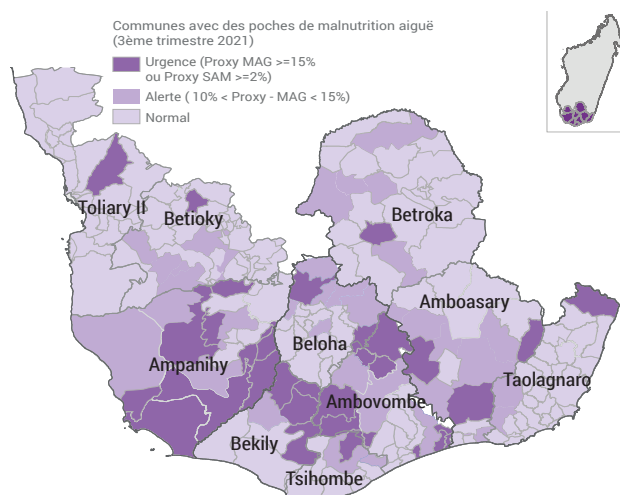 Communes avec des poches de malnutrition aiguë
(3ème trimestre 2021)
Urgence (Proxy MAG >=15%
ou Proxy SAM >=2%)
Alerte ( 10% < Proxy - MAG < 15%)
Normal
Toliary II
Betioky
Betroka
Amboasary
Beloha
Ampanihy
Taolagnaro
Ambovombe
Bekily
Tsihombe